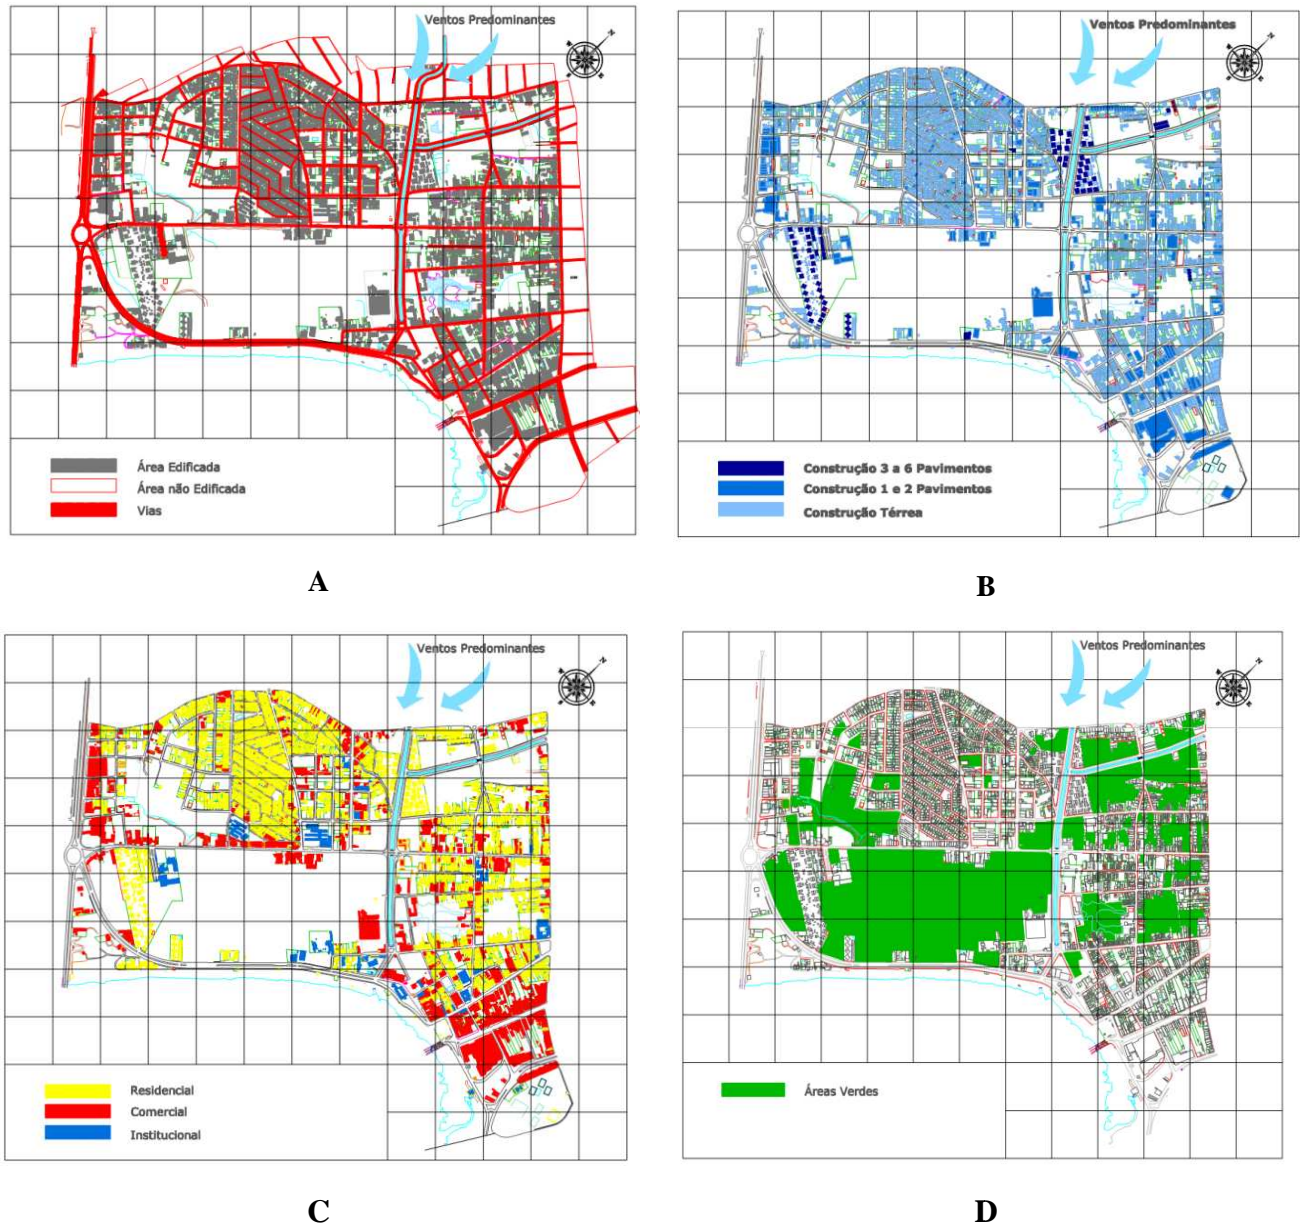 Ventos Predominantes
Área Edificada
Área não Edificada
Vias
A
Ventos Predominantes
Construção 3 a 6 Pavimentos
Construção 1 e 2 Pavimentos
Construção Térrea
B
Ventos Predominantes
Residencial
Comercial
Institucional
C
Ventos Predominantes
Áreas Verdes
D